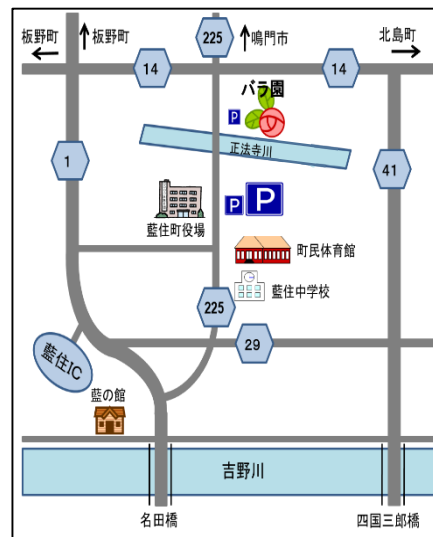 板野町
板野町
225
鳴門市
北島町
14
バラ園
14
P
正法寺川
1
41
P
P
藍住町役場
町民体育館
藍住中学校
225
藍住IC
29
藍の館
吉野川
名田橋
四国三郎橋